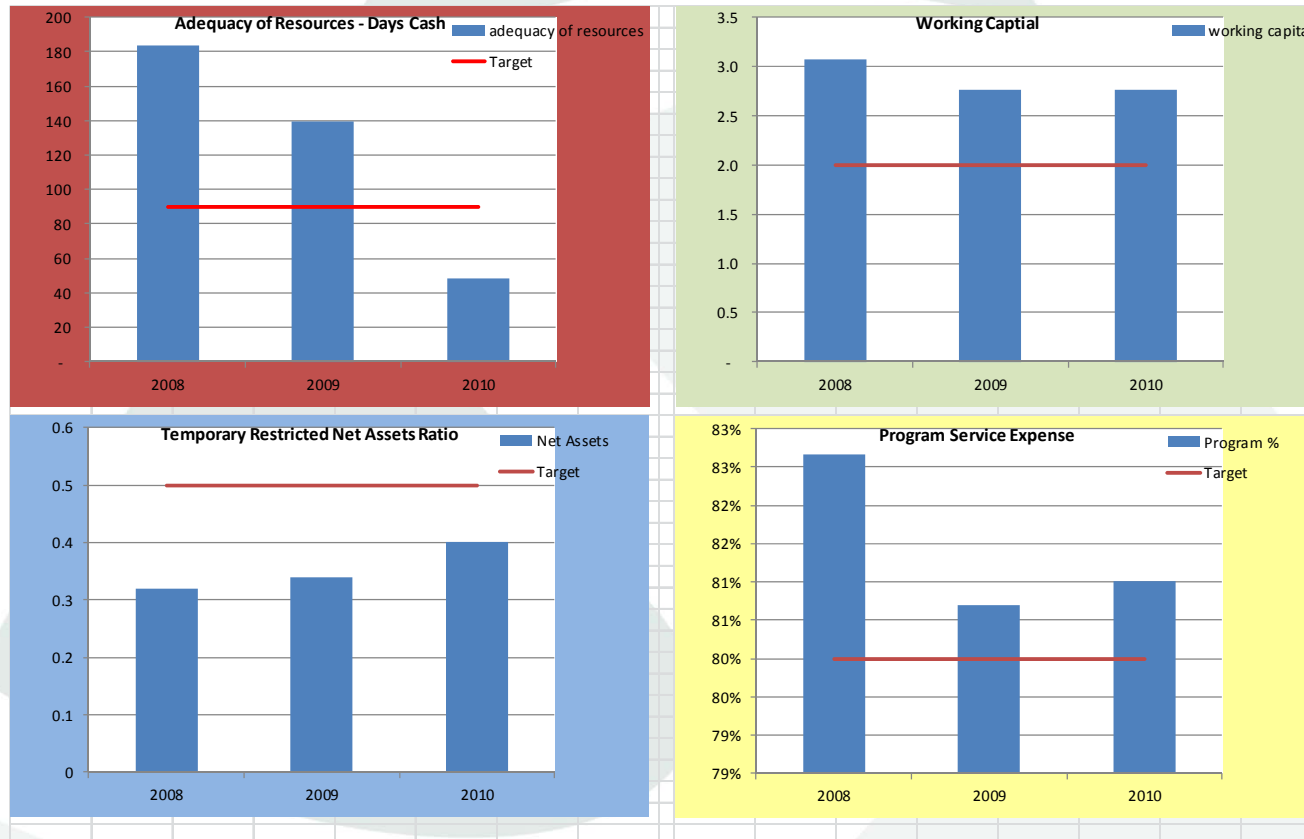 Adequacy of Resources - Days Cash
adequacy of resources
Target
200
180
160
140
120
100
80
60
40
20
-
2008 2009 2010
Working Captial
working capita
3.5
3.0
2.5
2.0
1.5
1.0
0.5
-
2008 2009 2010
Temporary Restricted Net Assets Ratio
Net Assets
Target
0.6
0.5
0.4
0.3
0.2
0.1
0
2008 2009 2010
Program Service Expense
Program %
Target
83%
83%
82%
82%
81%
81%
80%
80%
79%
79%
2008 2009 2010